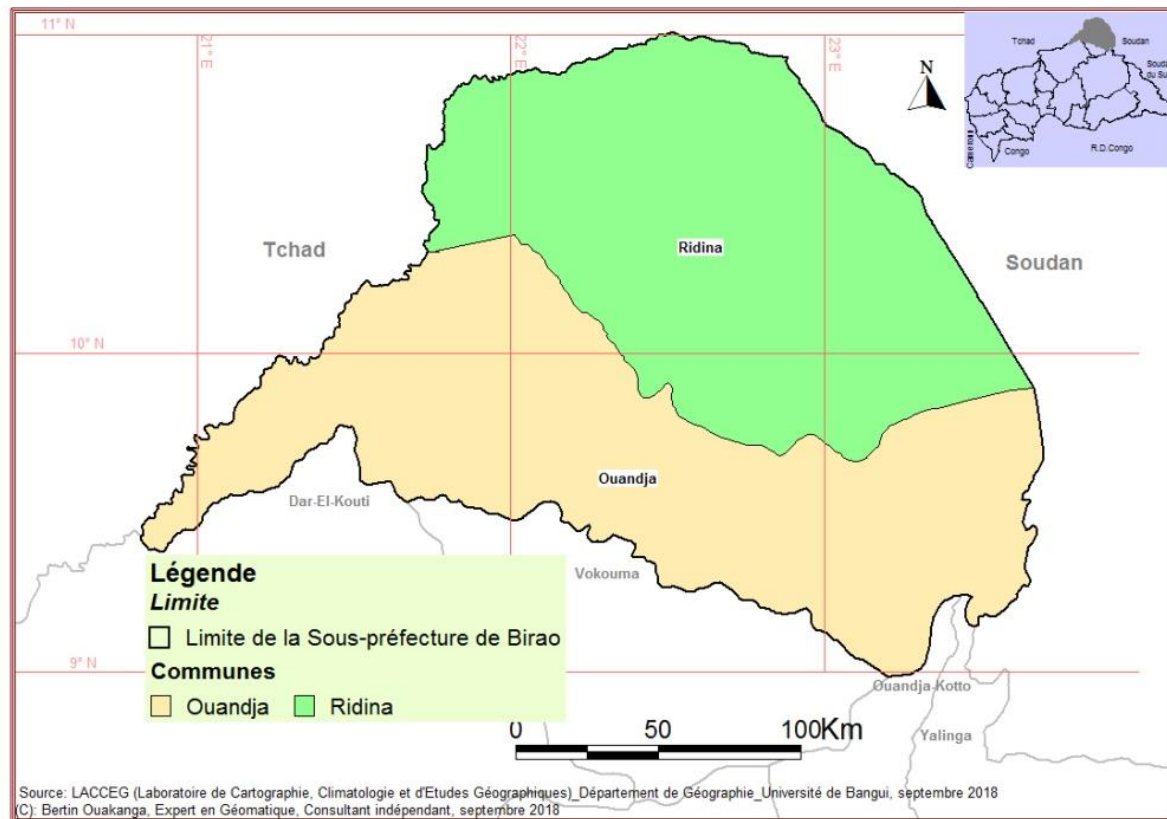 11° N
21° E
22° E
23° E
N
Tchad
Soudan
Souda
du Su
Cameroun
Congo
R.D.Congo
Tchad
Ridina
Soudan
10° N
Ouandja
Dar-El-Kouti
Vokouma
Légende
Limite
Limite de la Sous-préfecture de Birao
Communes
Ouandja Ridina
9° N
Ouandja-Kotto
Yalinga
0 50 100Km
Source: LACCEG (Laboratoire de Cartographie, Climatologie et d'Etudes Géographiques)_Département de Géographie_Université de Bangui, septembre 2018
(C): Bertin Ouakanga, Expert en Géomatique, Consultant indépendant, septembre 2018